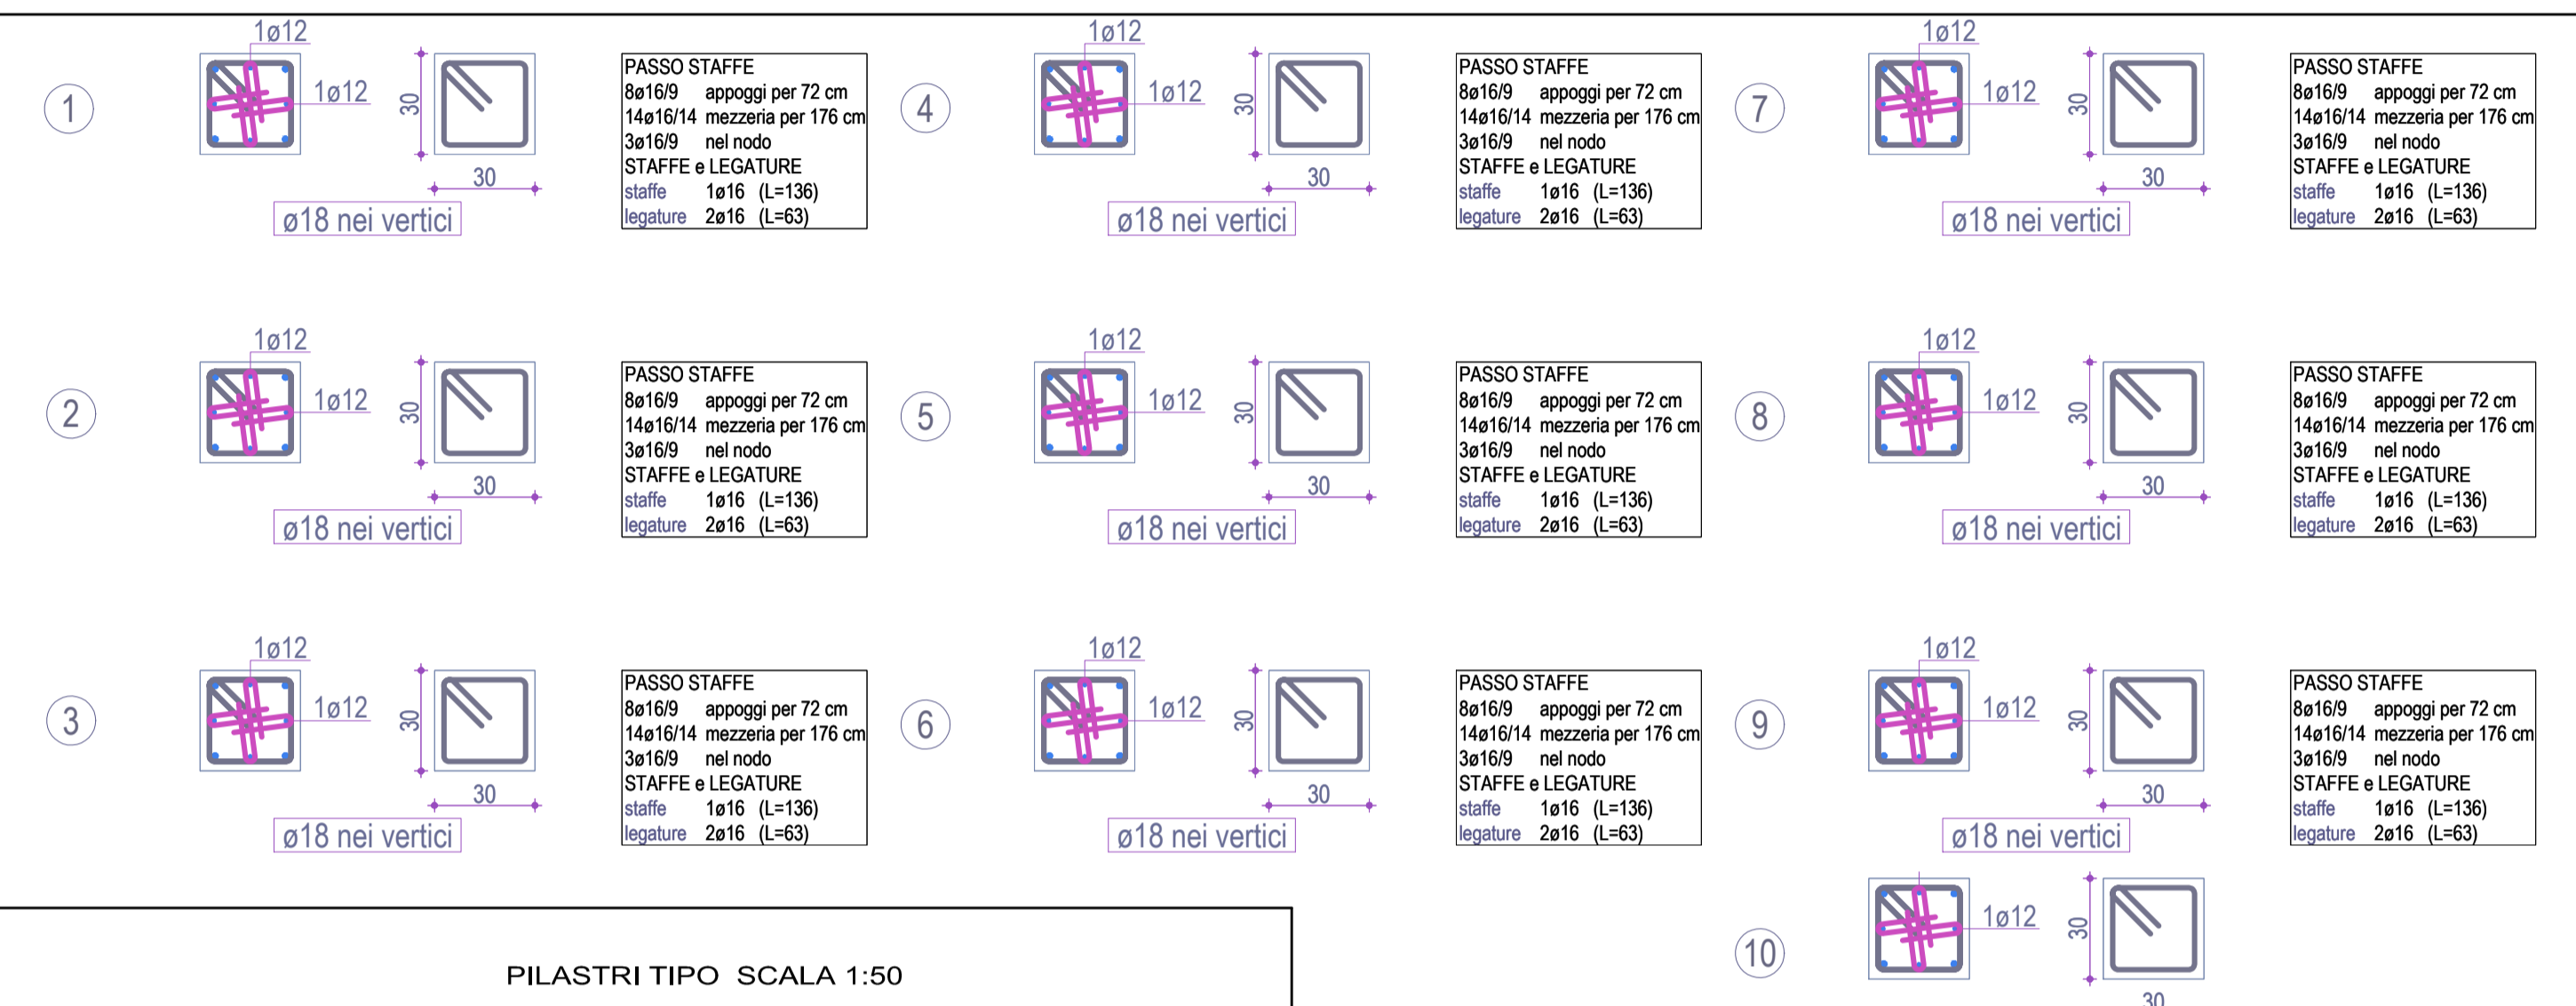 1
1ø12
1ø12
30
30
ø18 nei vertici
PASSO STAFFE
8ø16/9 appoggi per 72 cm
14ø16/14 mezzeria per 176 cm
3ø16/9 nel nodo
STAFFE e LEGATURE
staffe 1ø16 (L=136)
legature 2ø16 (L=63)
4
1ø12
1ø12
30
30
ø18 nei vertici
PASSO STAFFE
8ø16/9 appoggi per 72 cm
14ø16/14 mezzeria per 176 cm
3ø16/9 nel nodo
STAFFE e LEGATURE
staffe 1ø16 (L=136)
legature 2ø16 (L=63)
7
1ø12
1ø12
30
30
ø18 nei vertici
PASSO STAFFE
8ø16/9 appoggi per 72 cm
14ø16/14 mezzeria per 176 cm
3ø16/9 nel nodo
STAFFE e LEGATURE
staffe 1ø16 (L=136)
legature 2ø16 (L=63)
2
1ø12
1ø12
30
30
ø18 nei vertici
PASSO STAFFE
8ø16/9 appoggi per 72 cm
14ø16/14 mezzeria per 176 cm
3ø16/9 nel nodo
STAFFE e LEGATURE
staffe 1ø16 (L=136)
legature 2ø16 (L=63)
5
1ø12
1ø12
30
30
ø18 nei vertici
PASSO STAFFE
8ø16/9 appoggi per 72 cm
14ø16/14 mezzeria per 176 cm
3ø16/9 nel nodo
STAFFE e LEGATURE
staffe 1ø16 (L=136)
legature 2ø16 (L=63)
8
1ø12
1ø12
30
30
ø18 nei vertici
PASSO STAFFE
8ø16/9 appoggi per 72 cm
14ø16/14 mezzeria per 176 cm
3ø16/9 nel nodo
STAFFE e LEGATURE
staffe 1ø16 (L=136)
legature 2ø16 (L=63)
3
1ø12
1ø12
30
30
ø18 nei vertici
PASSO STAFFE
8ø16/9 appoggi per 72 cm
14ø16/14 mezzeria per 176 cm
3ø16/9 nel nodo
STAFFE e LEGATURE
staffe 1ø16 (L=136)
legature 2ø16 (L=63)
6
1ø12
1ø12
30
30
ø18 nei vertici
PASSO STAFFE
8ø16/9 appoggi per 72 cm
14ø16/14 mezzeria per 176 cm
3ø16/9 nel nodo
STAFFE e LEGATURE
staffe 1ø16 (L=136)
legature 2ø16 (L=63)
9
1ø12
1ø12
30
30
ø18 nei vertici
PASSO STAFFE
8ø16/9 appoggi per 72 cm
14ø16/14 mezzeria per 176 cm
3ø16/9 nel nodo
STAFFE e LEGATURE
staffe 1ø16 (L=136)
legature 2ø16 (L=63)
10
1ø12
30
30
PILASTRI TIPO SCALA 1:50